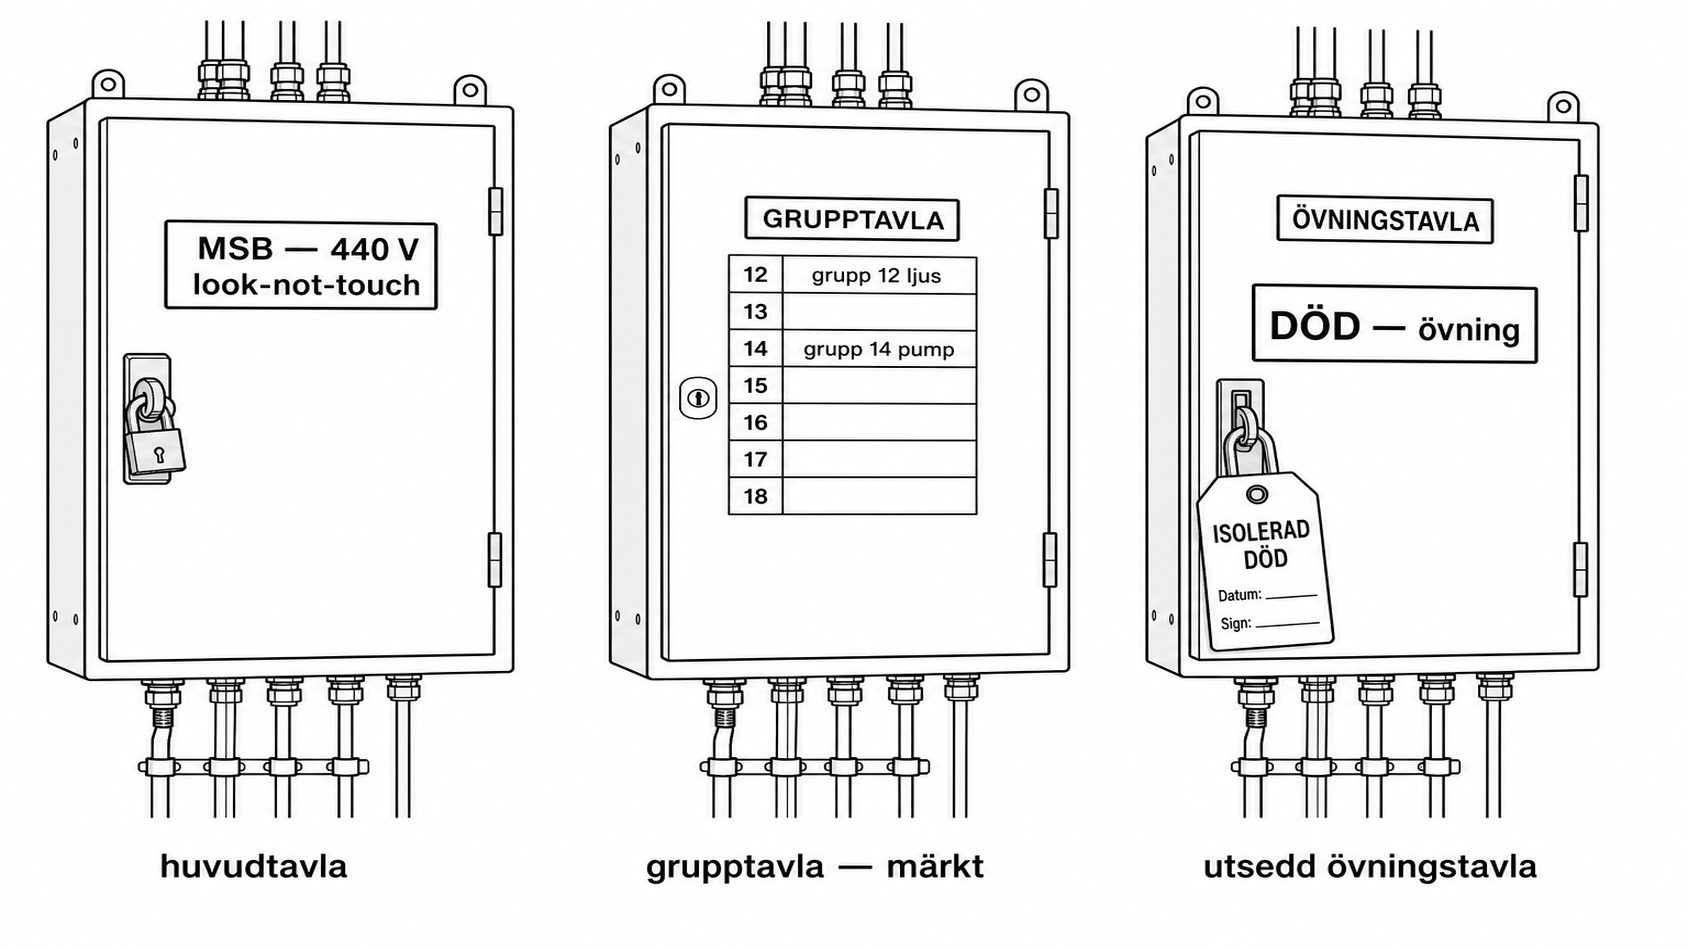 MSB — 440 V
look-not-touch
huvudtavla
GRUPPTAVLA
12 grupp 12 ljus
13
14 grupp 14 pump
15
16
17
18
grupptavla — märkt
ÖVNINGSTAVLA
DÖD — övning
ISOLERAD
DÖD
Datum:
Sign:
utsedd övningstavla